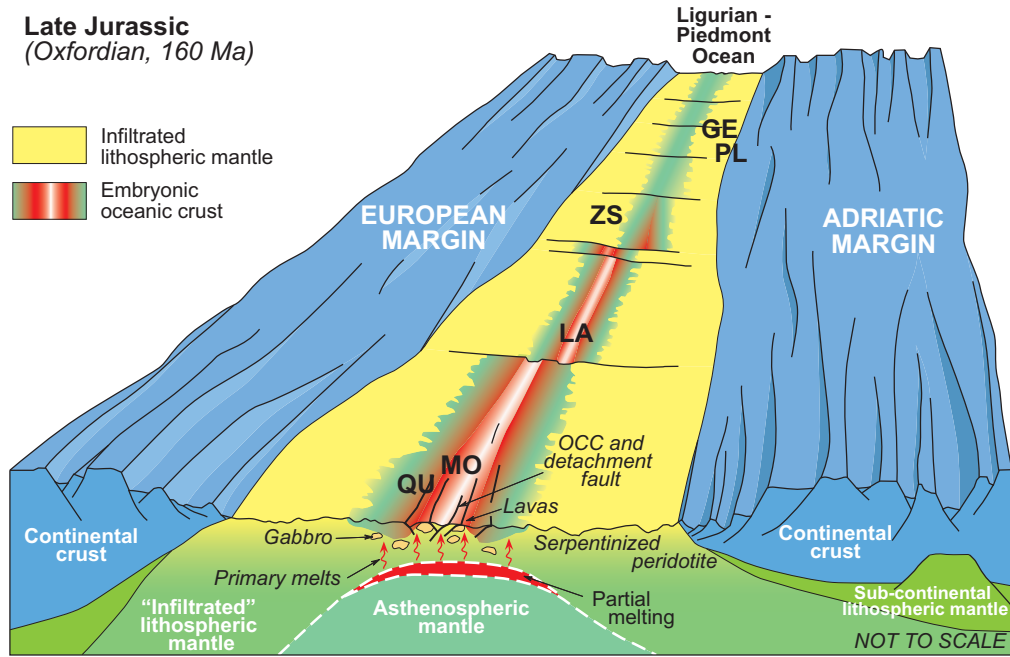 Late Jurassic
(Oxfordian, 160 Ma)
Ligurian -
Piedmont
Ocean
Infiltrated
lithospheric mantle
Embryonic
oceanic crust
GE
PL
ZS
EUROPEAN
MARGIN
ADRIATIC
MARGIN
LA
OCC and
detachment
fault
MO
QU
Lavas
Continental
crust
Gabbro
Serpentinized
peridotite
Continental
crust
Primary melts
Partial
melting
"Infiltrated"
lithospheric
mantle
Asthenospheric
mantle
Sub-continental
lithospheric mantle
NOT TO SCALE